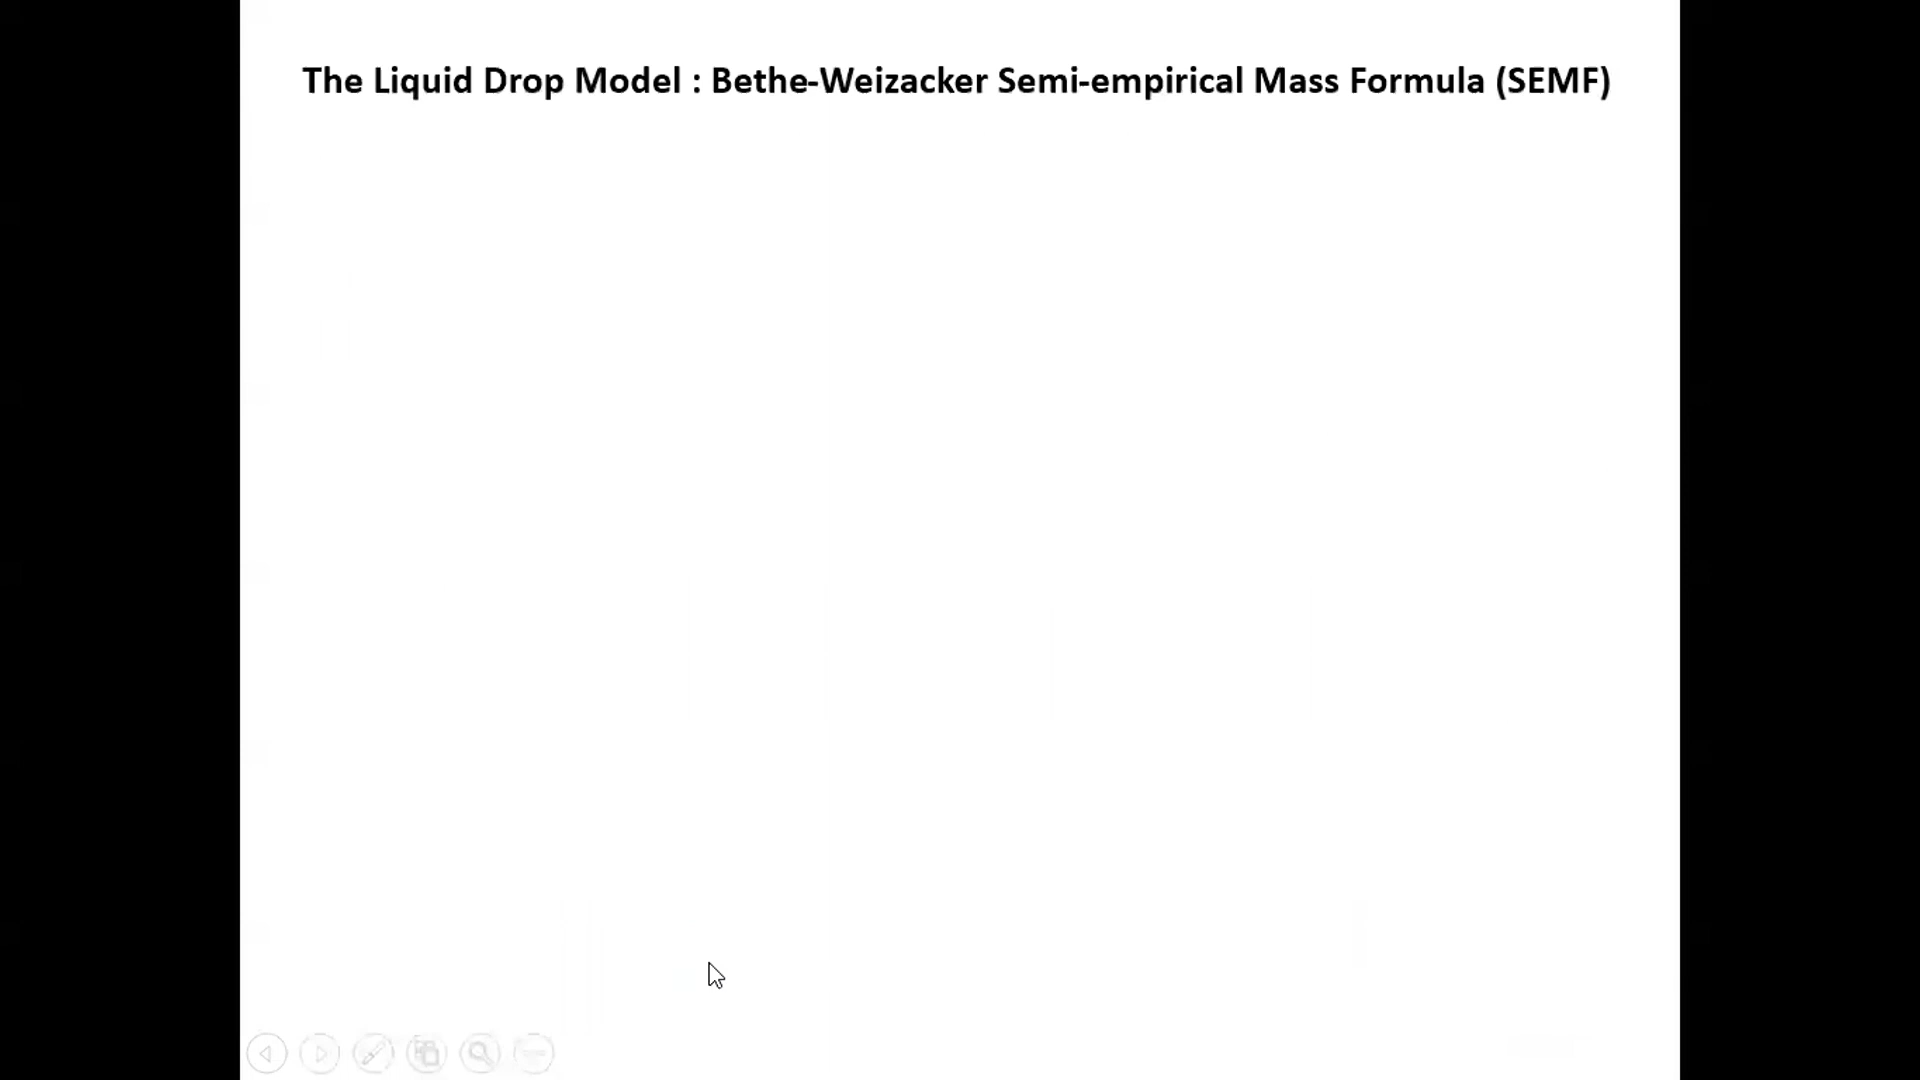 The Liquid Drop Model : Bethe-Weizacker Semi-empirical Mass Formula (SEMF)